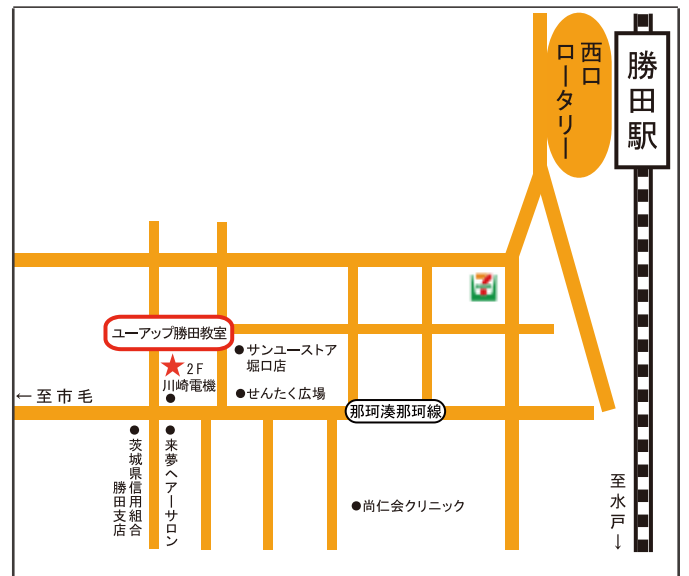 勝田駅
西口
ロータリー
7
ユーアップ勝田教室
★2F
川崎電機
●サンユーストア
堀口店
●せんたく広場
←至市毛
那珂湊那珂線
●来夢ヘアーサロン
●茨城県信用組合
勝田支店
●尚仁会クリニック
至水戸→